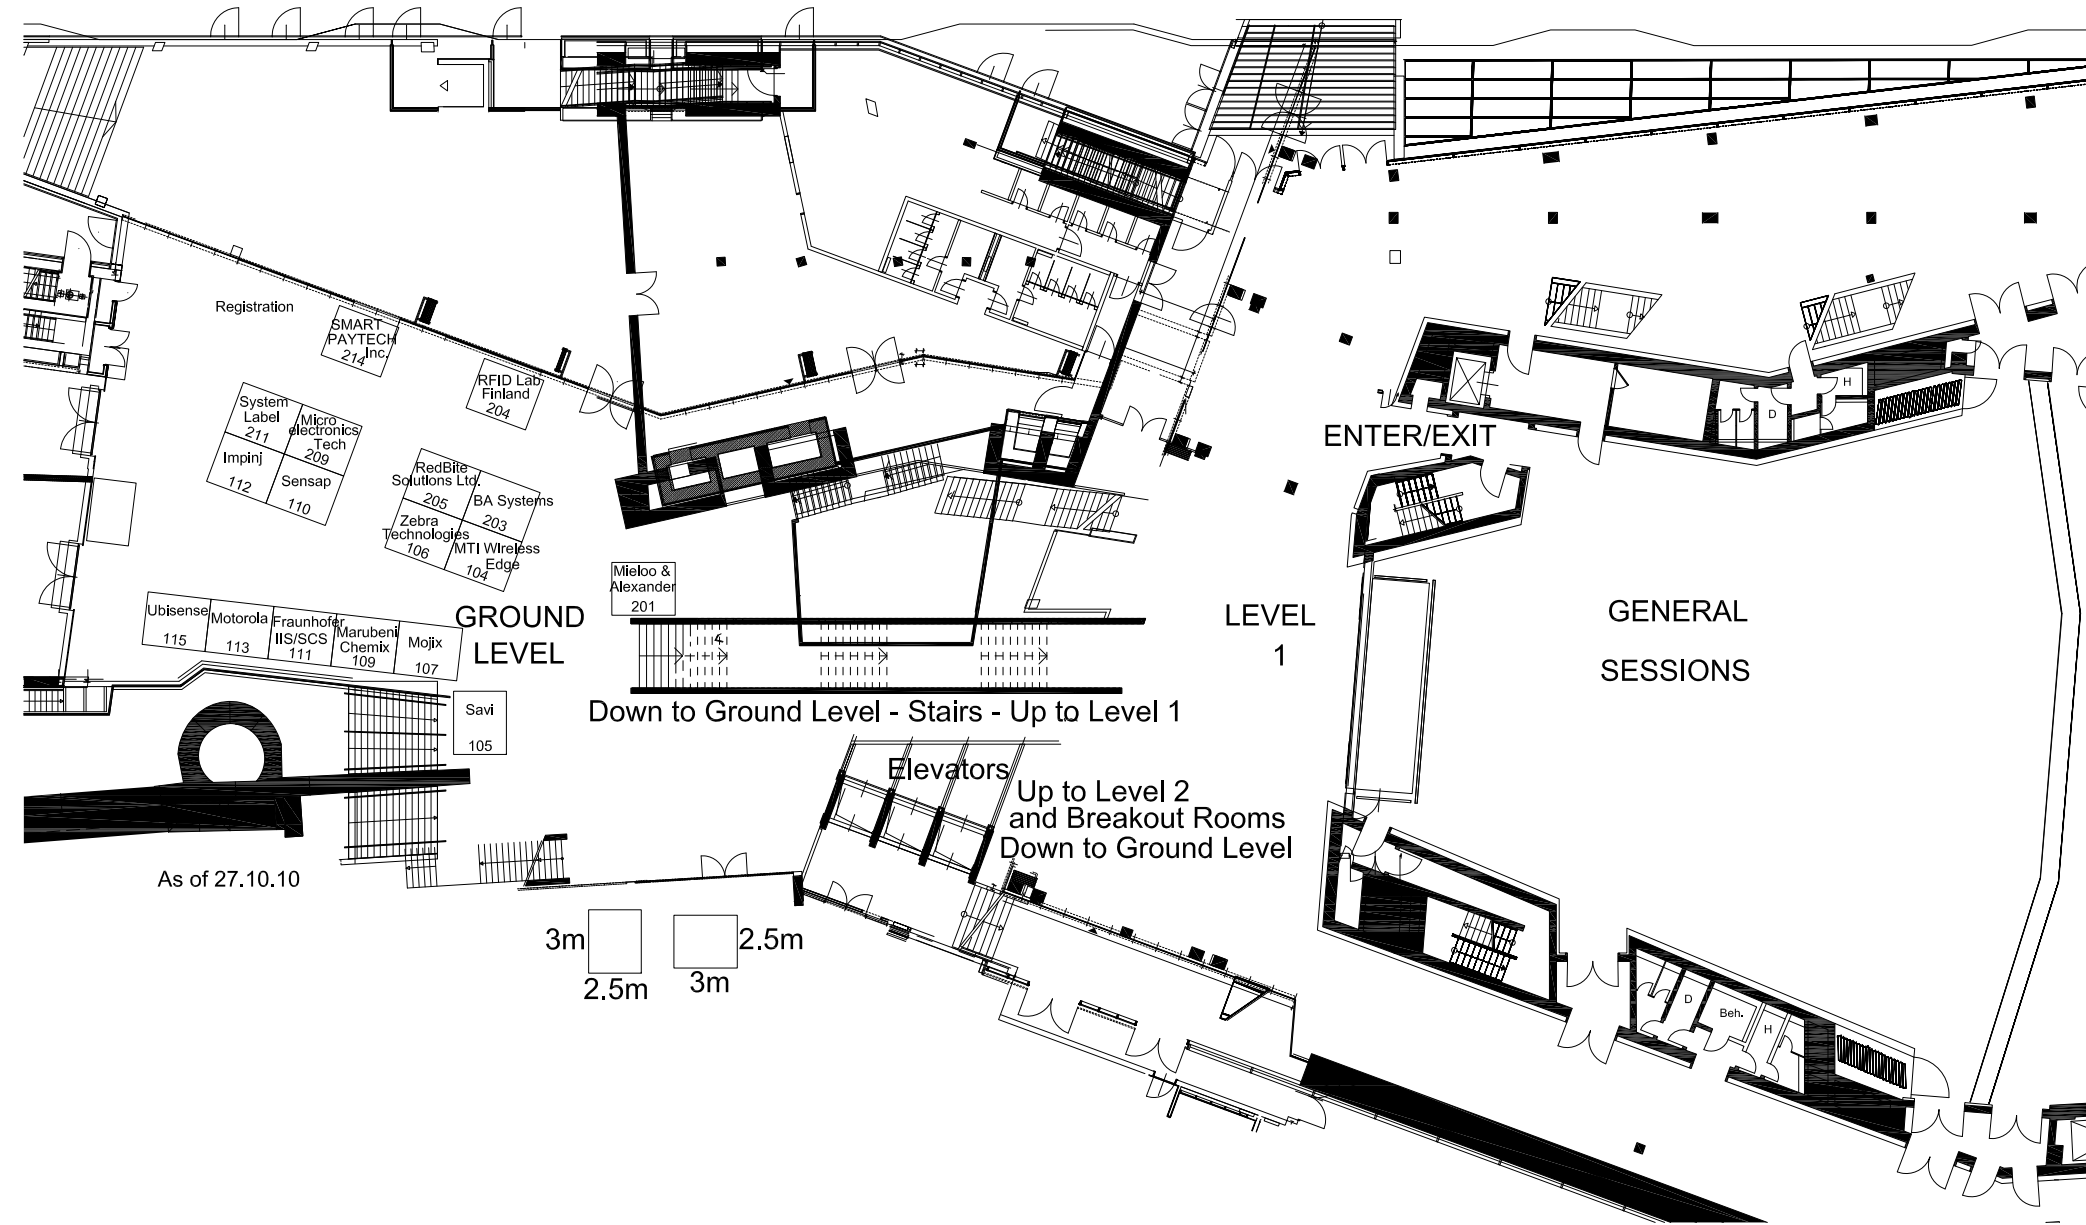 Registration
SMART
PAYTECH
Inc.
214
RFID Lab
Finland
204
System
Label
211
Micro
electronics
Tech
209
Impinj
112
Sensap
110
RedBite
Solutions Ltd.
205
BA Systems
203
Zebra
Technologies
106
MTI WIreless
Edge
104
Mieloo &
Alexander
201
Ubisense
115
Motorola
113
Fraunhofer
IIS/SCS
111
Marubeni
Chemix
109
Mojix
107
Savi
105
GROUND
LEVEL
LEVEL
1
ENTER/EXIT
GENERAL
SESSIONS
Down to Ground Level - Stairs - Up to Level 1
Elevators
Up to Level 2
and Breakout Rooms
Down to Ground Level
As of 27.10.10
3m
2.5m
2.5m
3m
H
D
D
Beh.
H